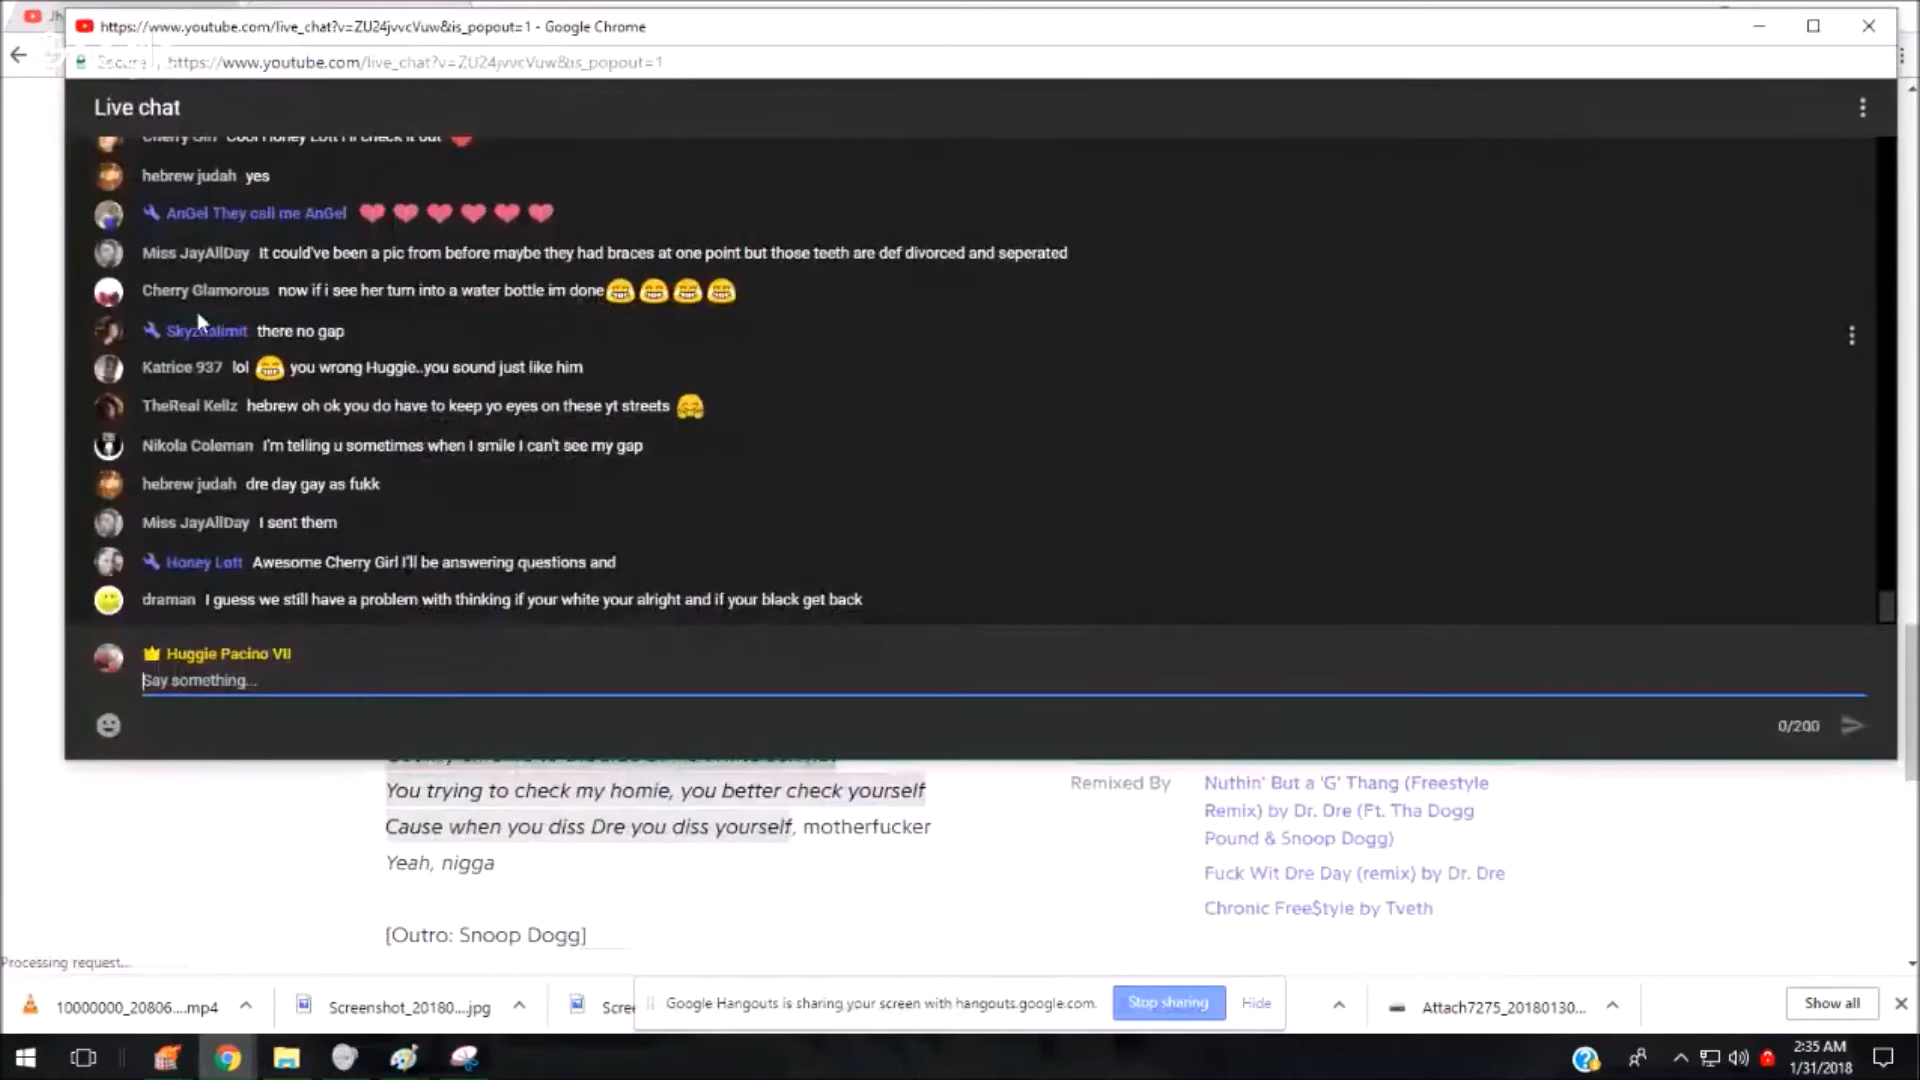 https://www.youtube.com/live_chat?v=ZU24jvvcVuw&is_popout=1 - Google Chrome
Secure https://www.youtube.com/live_chat?v=ZU24jvvcVuw&is_popout=1
Live chat
Cherry Girl Cool Honey Lott I'll check it out
hebrew judah yes
AnGel They call me AnGel
Miss JayAllDay It could've been a pic from before maybe they had braces at one point but those teeth are def divorced and seperated
Cherry Glamorous now if i see her turn into a water bottle im done
there no gap
Katrice 937 lol you wrong Huggie..you sound just like him
TheReal Kellz hebrew oh ok you do have to keep yo eyes on these yt streets
Nikola Coleman I'm telling u sometimes when I smile I can't see my gap
hebrew judah dre day gay as fukk
Miss JayAllDay I sent them
Honey Lott Awesome Cherry Girl I'll be answering questions and
draman I guess we still have a problem with thinking if your white your alright and if your black get back
Huggie Pacino VII
Say something...
0/200
You trying to check my homie, you better check yourself
Cause when you diss Dre you diss yourself, motherfucker
Yeah, nigga
[Outro: Snoop Dogg]
Remixed By
Nuthin' But a 'G' Thang (Freestyle
Remix) by Dr. Dre (Ft. Tha Dogg
Pound & Snoop Dogg)
Fuck Wit Dre Day (remix) by Dr. Dre
Chronic Free$tyle by Tveth
Processing request...
10000000_20806....mp4
Screenshot_20180....jpg
Scree
Google Hangouts is sharing your screen with hangouts.google.com.
Stop sharing
Hide
Attach7275_20180130...
Show all
2:35 AM
1/31/2018